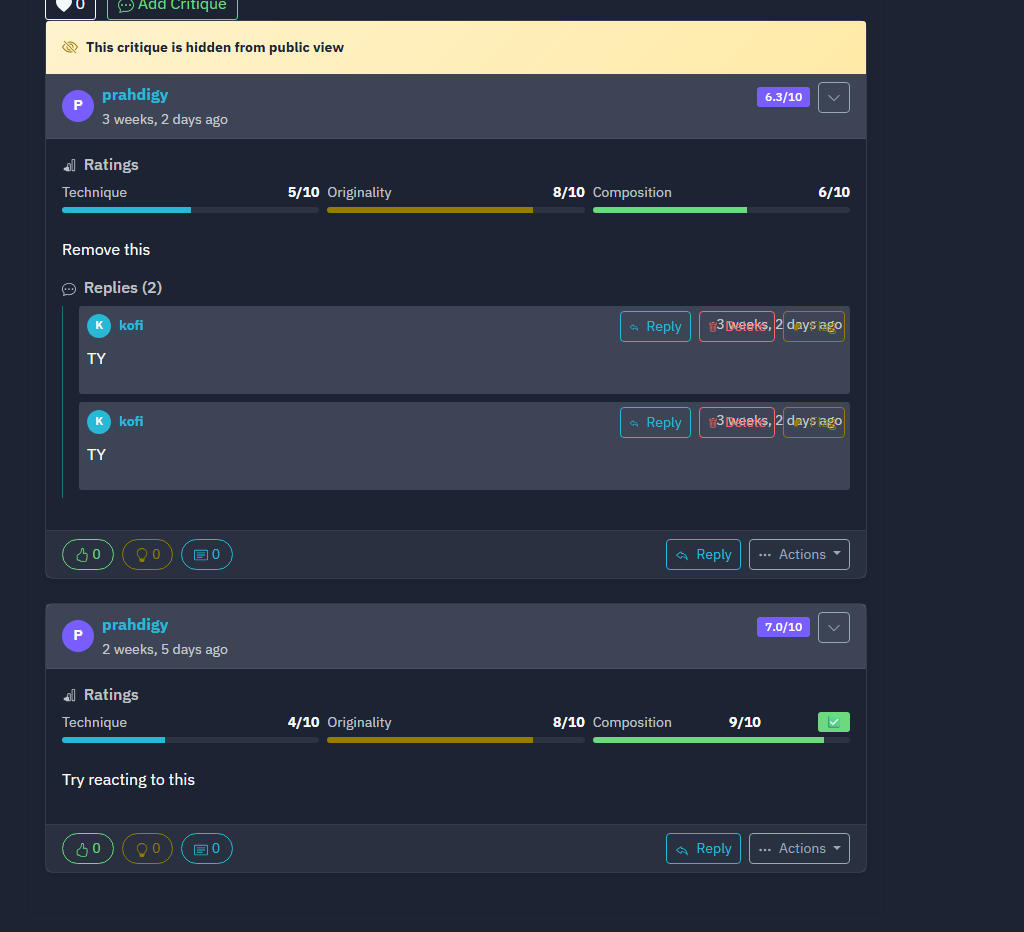 0 Add Critique
This critique is hidden from public view
P prahdigy 6.3/10
3 weeks, 2 days ago
Ratings
Technique 5/10 Originality 8/10 Composition 6/10
Remove this
Replies (2)
K kofi Reply Delete Flag 3 weeks, 2 days ago
TY
K kofi Reply Delete Flag 3 weeks, 2 days ago
TY
0 0 0 Reply ... Actions
P prahdigy 7.0/10
2 weeks, 5 days ago
Ratings
Technique 4/10 Originality 8/10 Composition 9/10
Try reacting to this
0 0 0 Reply ... Actions